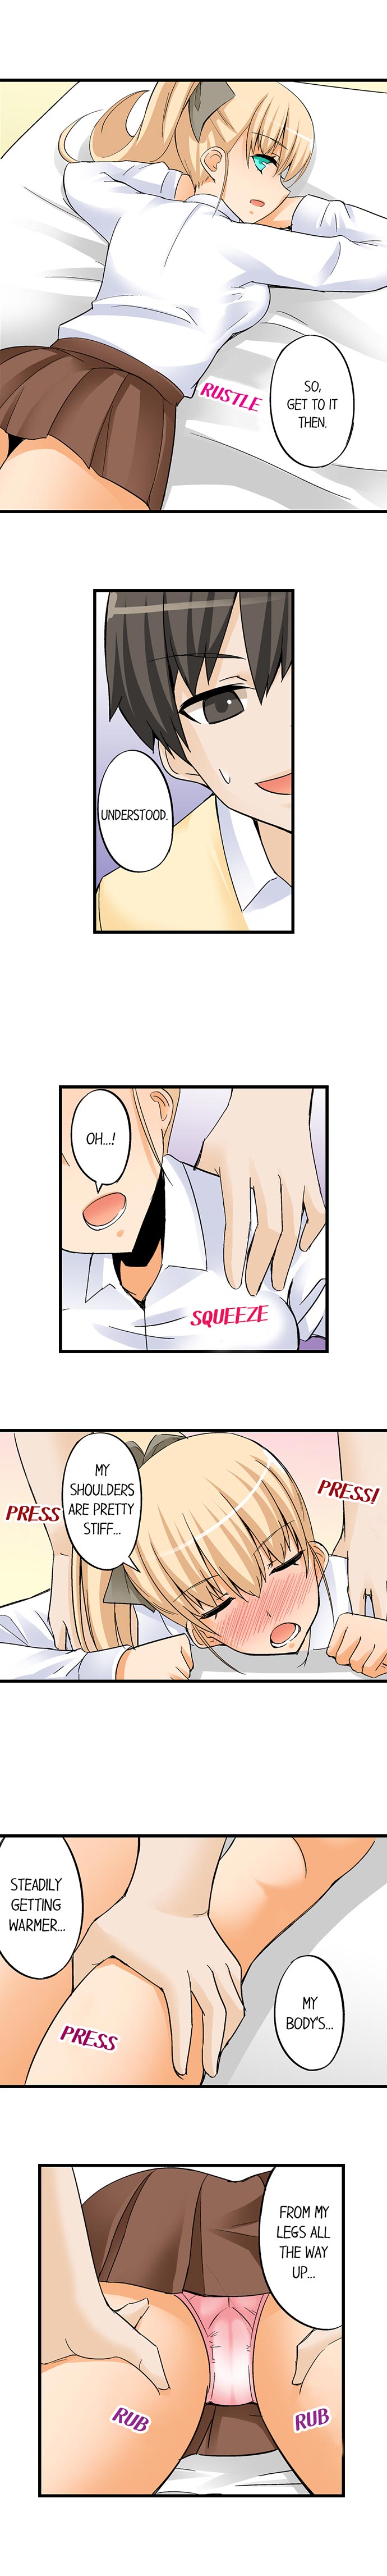 RUSTLE
SO,
GET TO IT
THEN.
UNDERSTOOD.
OH...!
SQUEEZE
MY
SHOULDERS
ARE PRETTY
STIFF...
PRESS
PRESS!
STEADILY
GETTING
WARMER...
MY
BODY'S...
PRESS
FROM MY
LEGS ALL
THE WAY
UP...
RUB
RUB